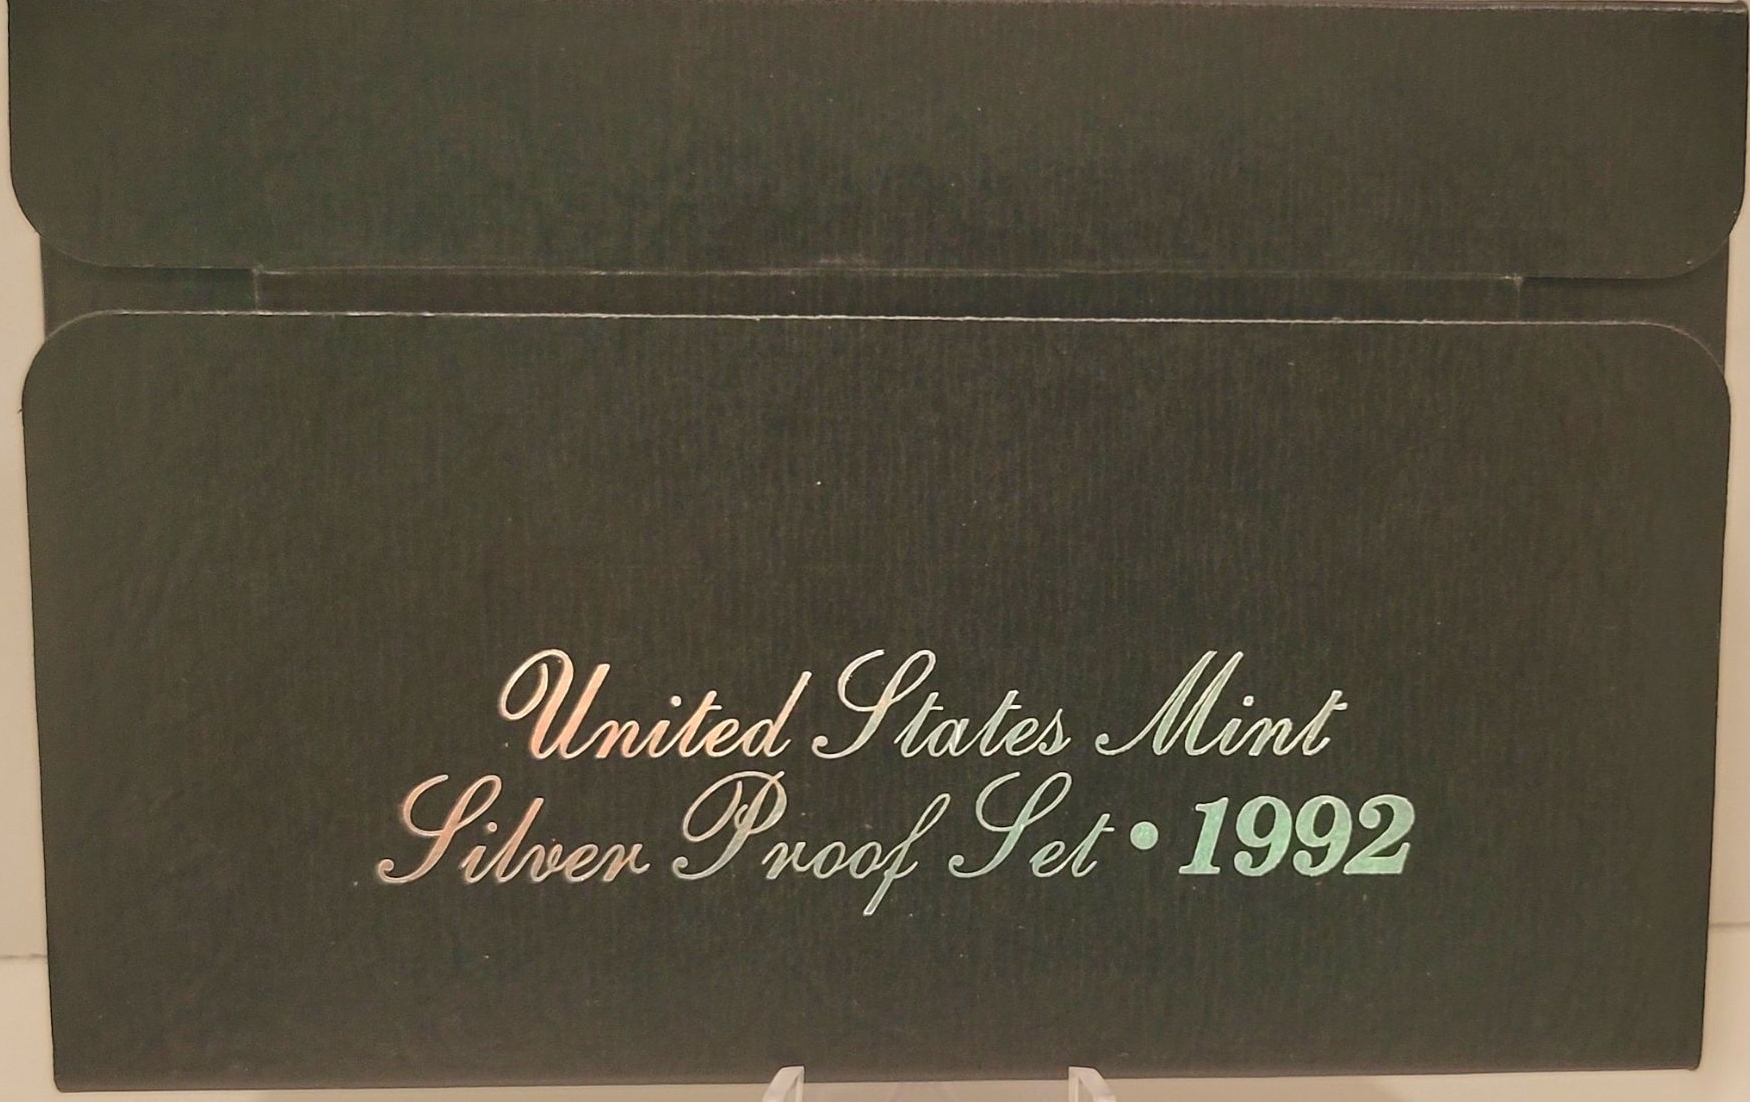 United States Mint
Silver Proof Set • 1992